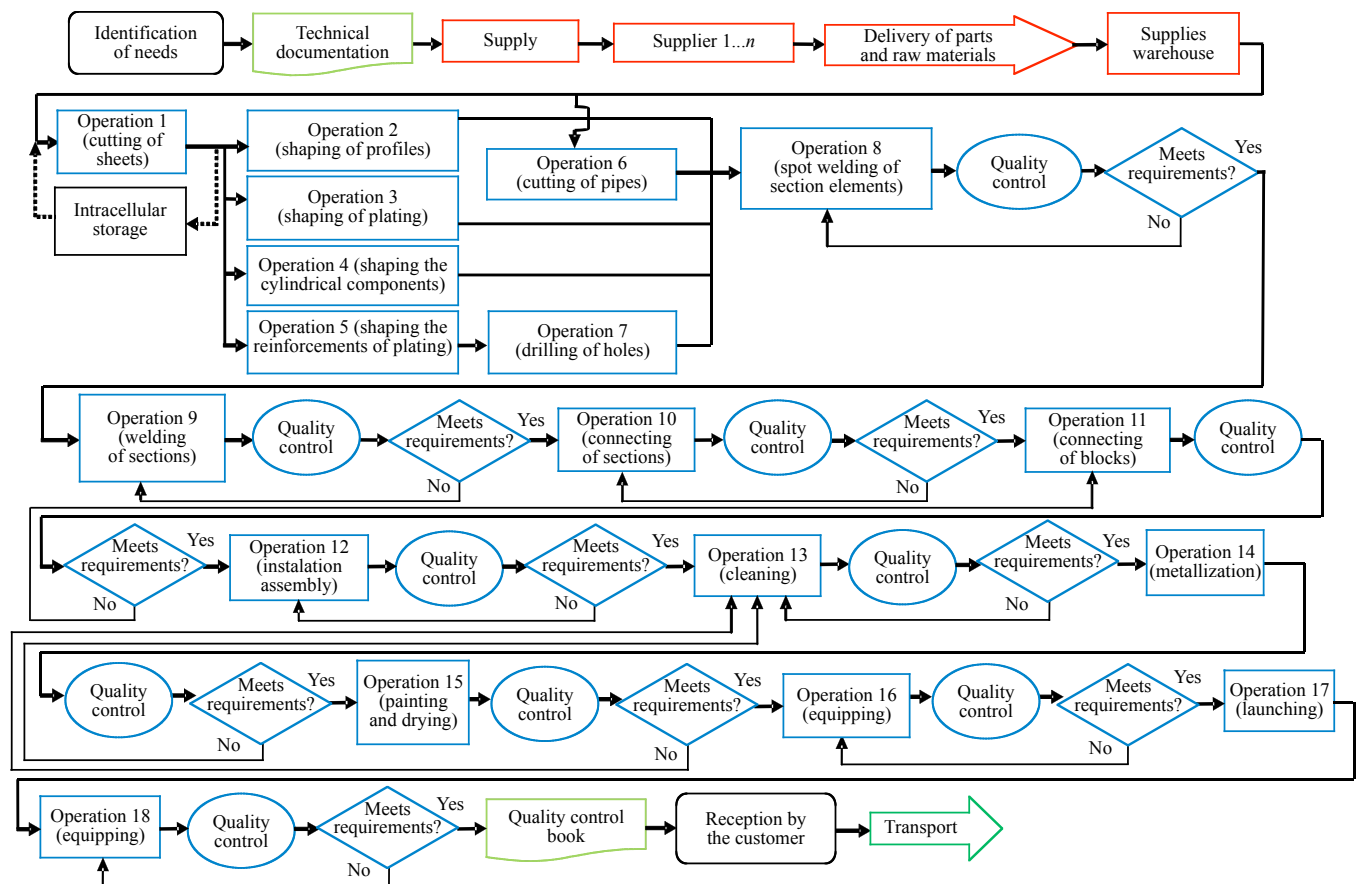 Identification
of needs
Technical
documentation
Supply
Supplier 1...n
Delivery of parts
and raw materials
Supplies
warehouse
Operation 1
(cutting of
sheets)
Intracellular
storage
Operation 2
(shaping of profiles)
Operation 3
(shaping of plating)
Operation 4 (shaping the
cylindrical components)
Operation 5 (shaping the
reinforcements of plating)
Operation 6
(cutting of pipes)
Operation 7
(drilling of holes)
Operation 8
(spot welding of
section elements)
Quality
control
Meets
requirements?
Yes
No
Operation 9
(welding
of sections)
Quality
control
Meets
requirements?
Yes
No
Operation 10
(connecting
of sections)
Quality
control
Meets
requirements?
Yes
No
Operation 11
(connecting
of blocks)
Quality
control
Meets
requirements?
Yes
No
Operation 12
(instalation
assembly)
Quality
control
Meets
requirements?
Yes
No
Operation 13
(cleaning)
Quality
control
Meets
requirements?
Yes
No
Operation 14
(metallization)
Quality
control
Meets
requirements?
Yes
No
Operation 15
(painting
and drying)
Quality
control
Meets
requirements?
Yes
No
Operation 16
(equipping)
Quality
control
Meets
requirements?
Yes
No
Operation 17
(launching)
Operation 18
(equipping)
Quality
control
Meets
requirements?
Yes
No
Quality control
book
Reception by
the customer
Transport